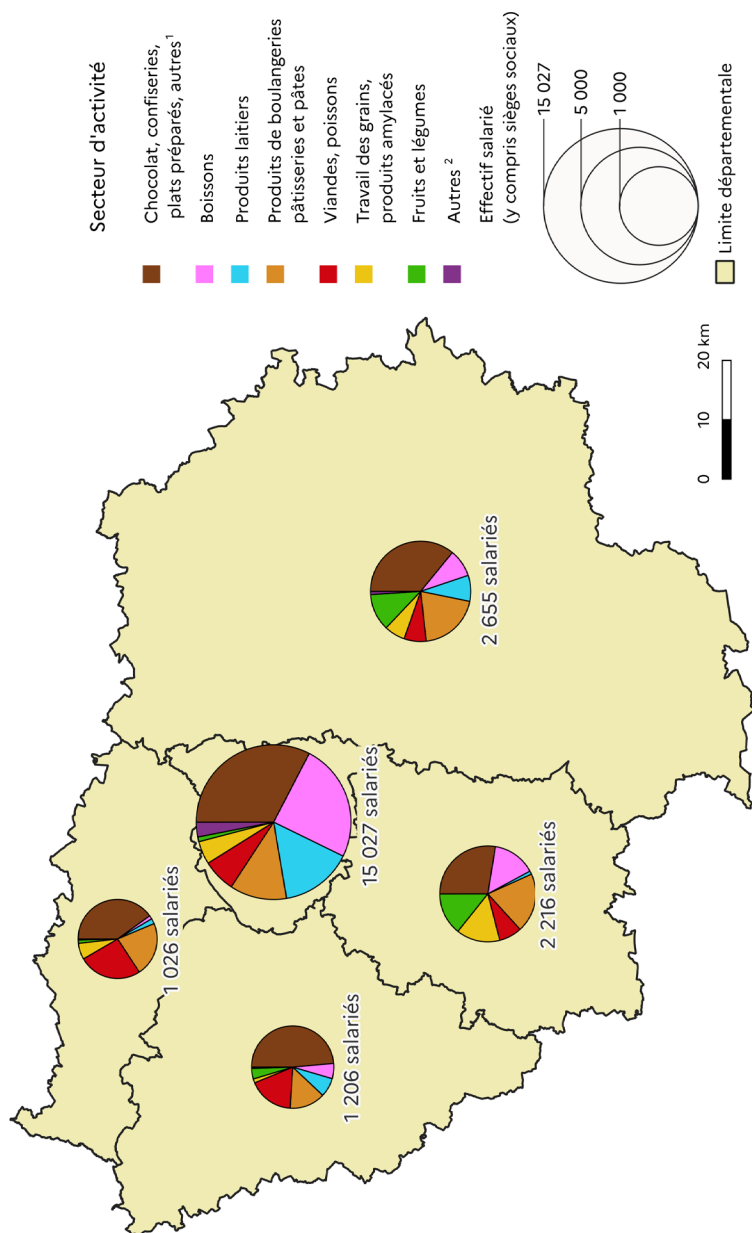 Secteur d'activité
Chocolat, confiseries,
plats préparés, autres¹
Boissons
Produits laitiers
Produits de boulangeries
pâtisseries et pâtes
Viandes, poissons
Travail des grains,
produits amylacés
Fruits et légumes
Autres ²
Effectif salarié
(y compris sièges sociaux)
15 027
5 000
1 000
Limite départementale
1 026 salariés
15 027 salariés
1 206 salariés
2 655 salariés
2 216 salariés
0 10 20 km